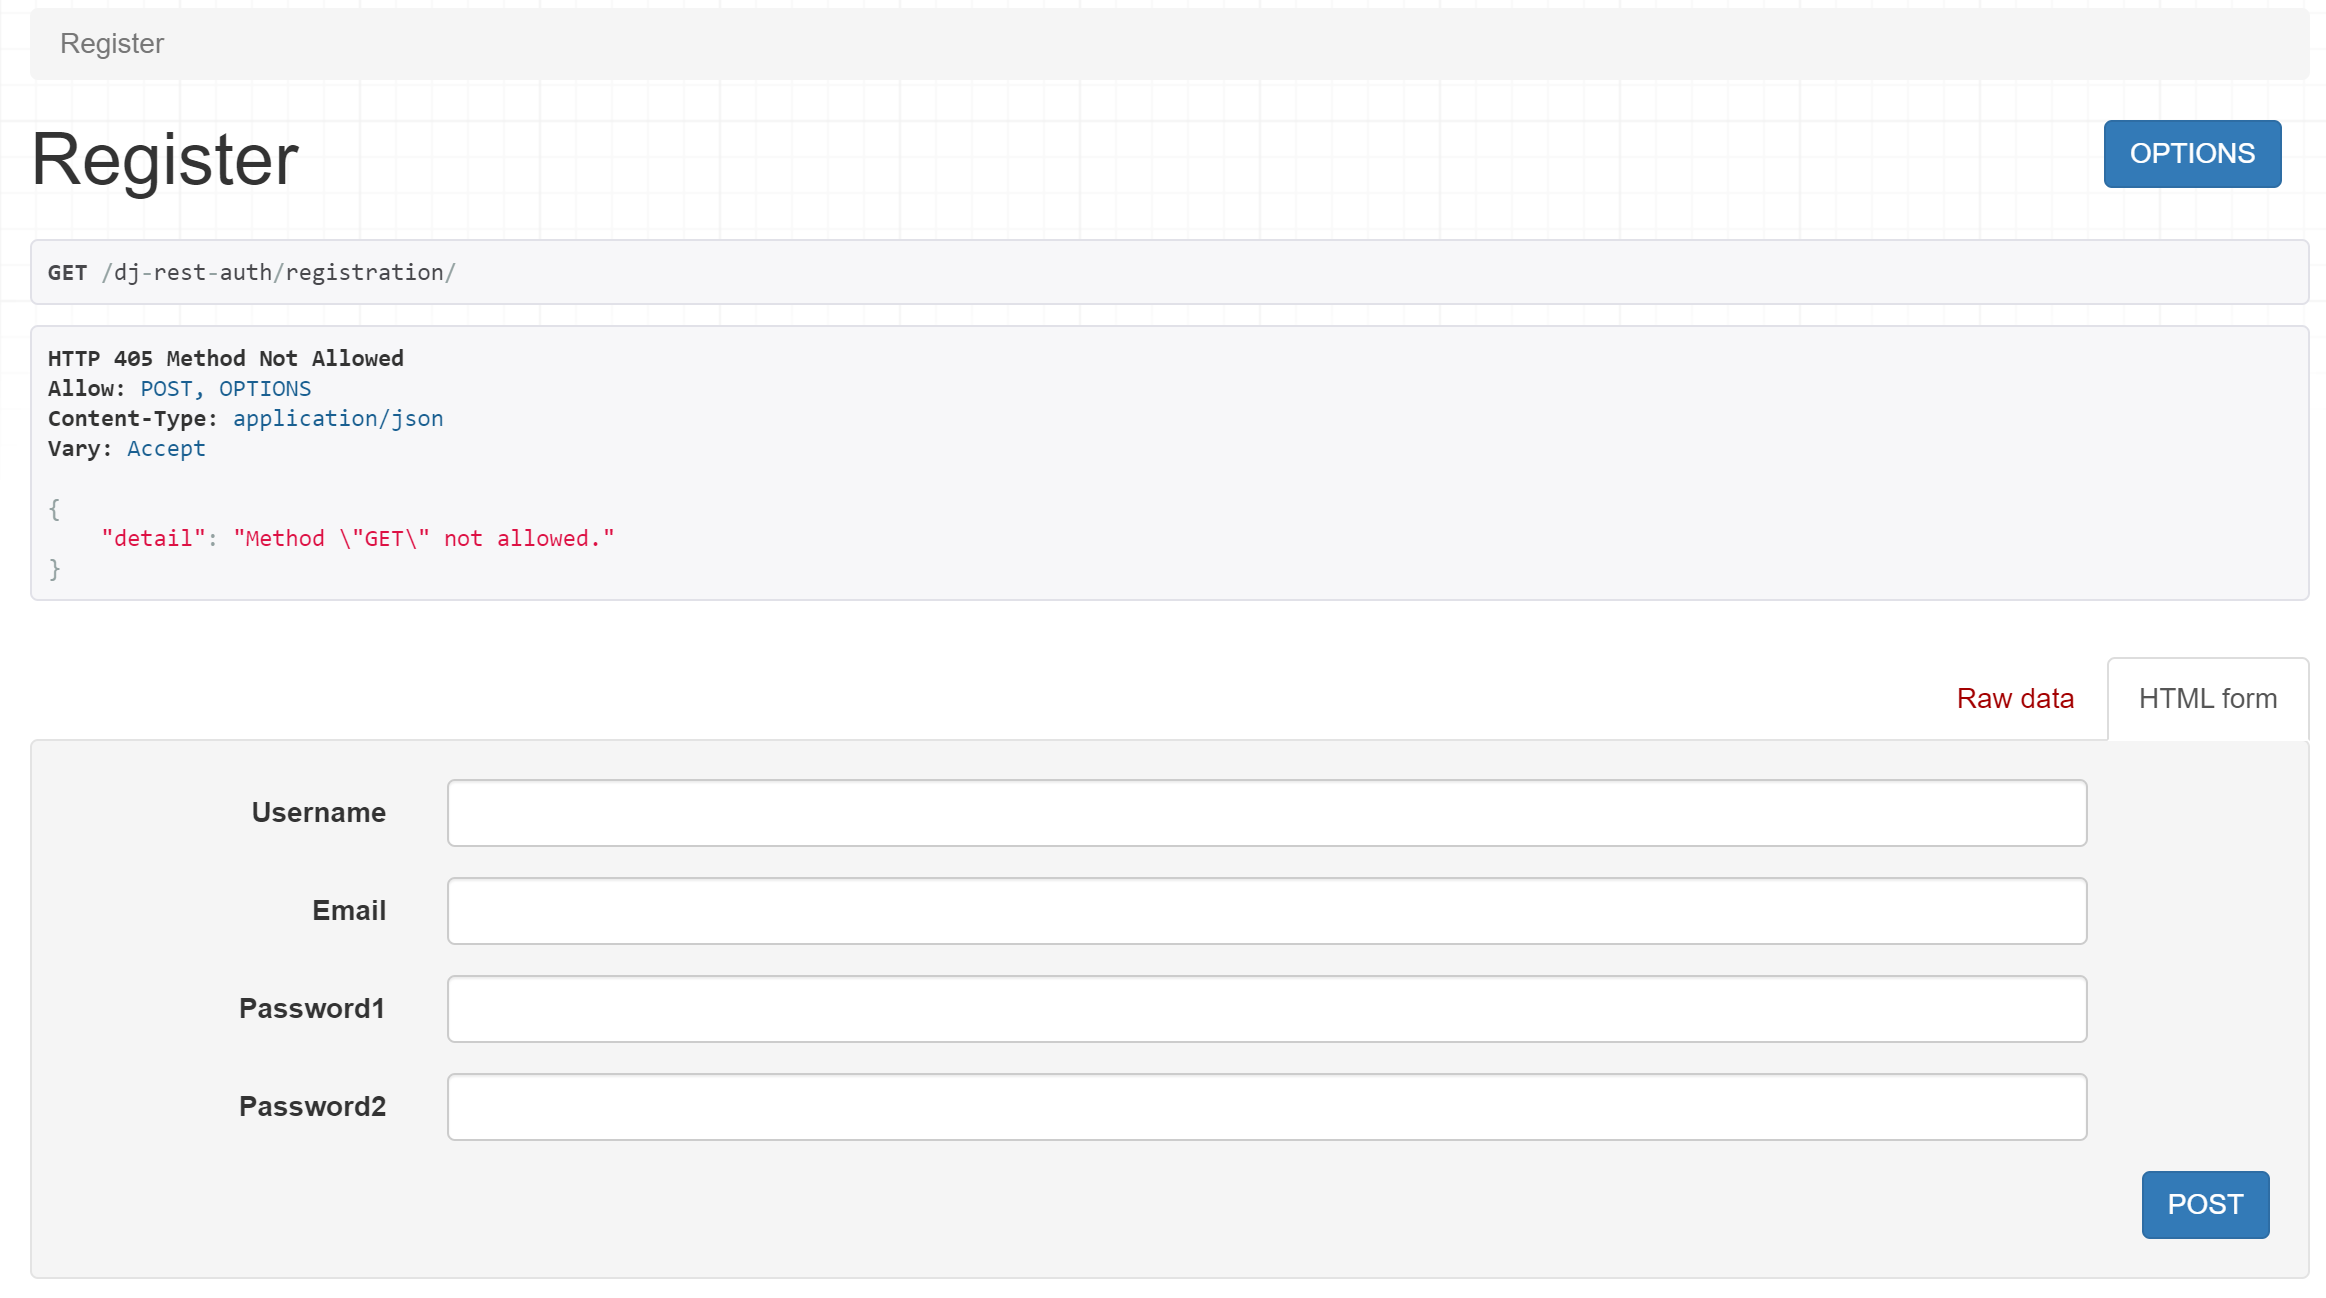 Register
Register
OPTIONS
GET /dj-rest-auth/registration/
HTTP 405 Method Not Allowed
Allow: POST, OPTIONS
Content-Type: application/json
Vary: Accept
{
    "detail": "Method \"GET\" not allowed."
}
Raw data
HTML form
Username
Email
Password1
Password2
POST